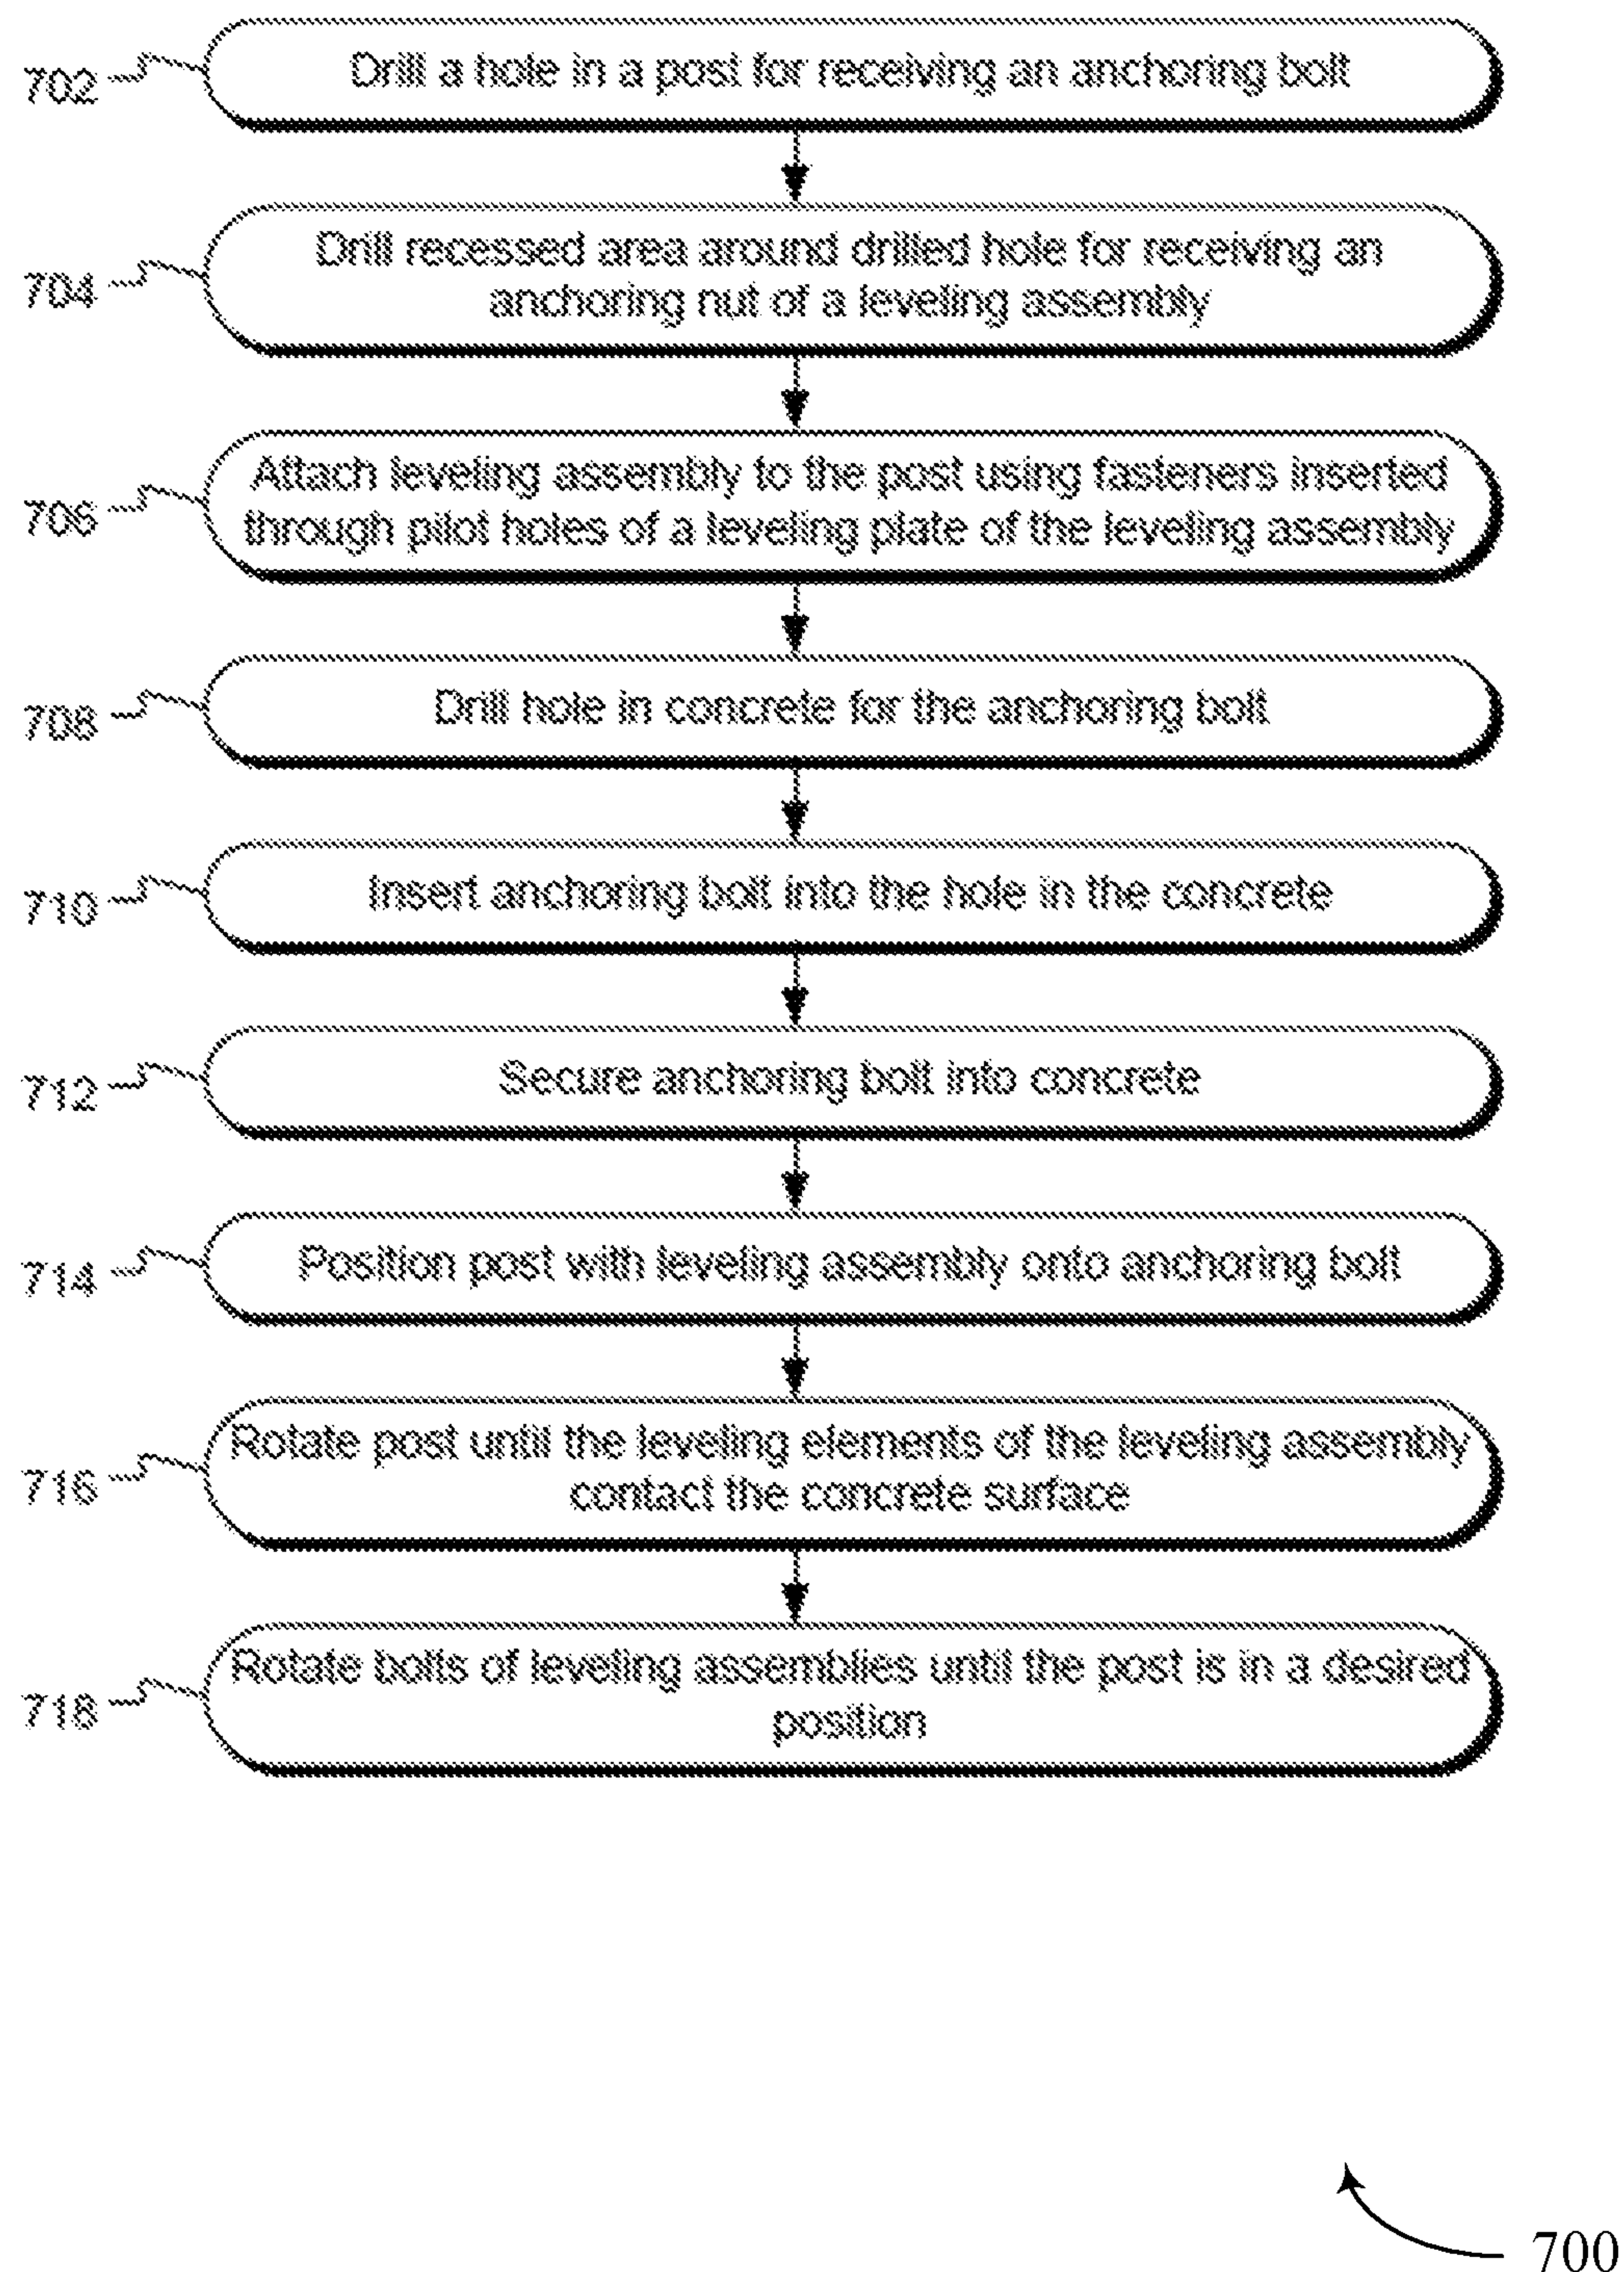 702
Drill a hole in a post for receiving an anchoring bolt
704
Drill recessed area around drilled hole for receiving an
anchoring nut of a leveling assembly
706
Attach leveling assembly to the post using fasteners inserted
through pilot holes of a leveling plate of the leveling assembly
708
Drill hole in concrete for the anchoring bolt
710
Insert anchoring bolt into the hole in the concrete
712
Secure anchoring bolt into concrete
714
Position post with leveling assembly onto anchoring bolt
716
Rotate post until the leveling elements of the leveling assembly
contact the concrete surface
718
Rotate bolts of leveling assemblies until the post is in a desired
position
700